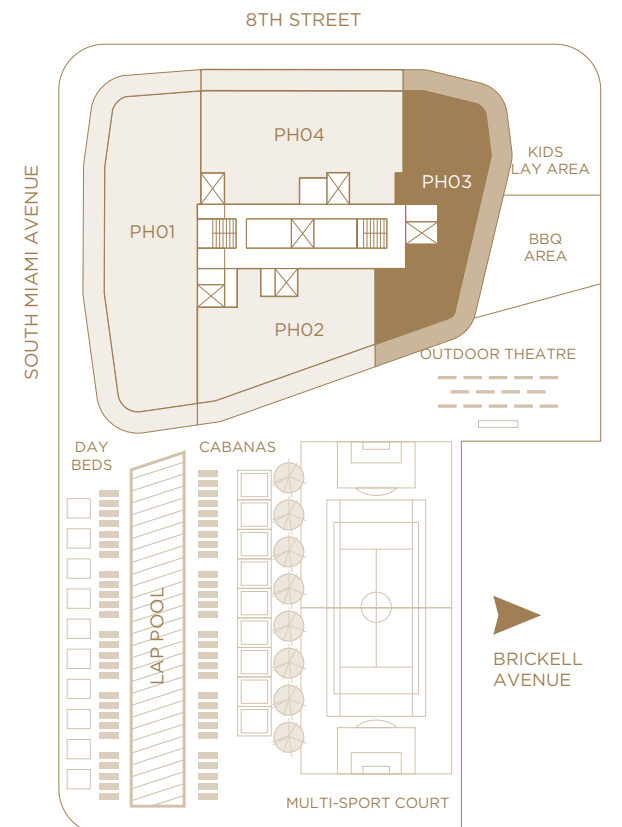 8TH STREET
SOUTH MIAMI AVENUE
PH04
PH03
PH01
PH02
KIDS
LAY AREA
BBQ
AREA
OUTDOOR THEATRE
DAY
BEDS
CABANAS
LAP POOL
BRICKELL
AVENUE
MULTI-SPORT COURT